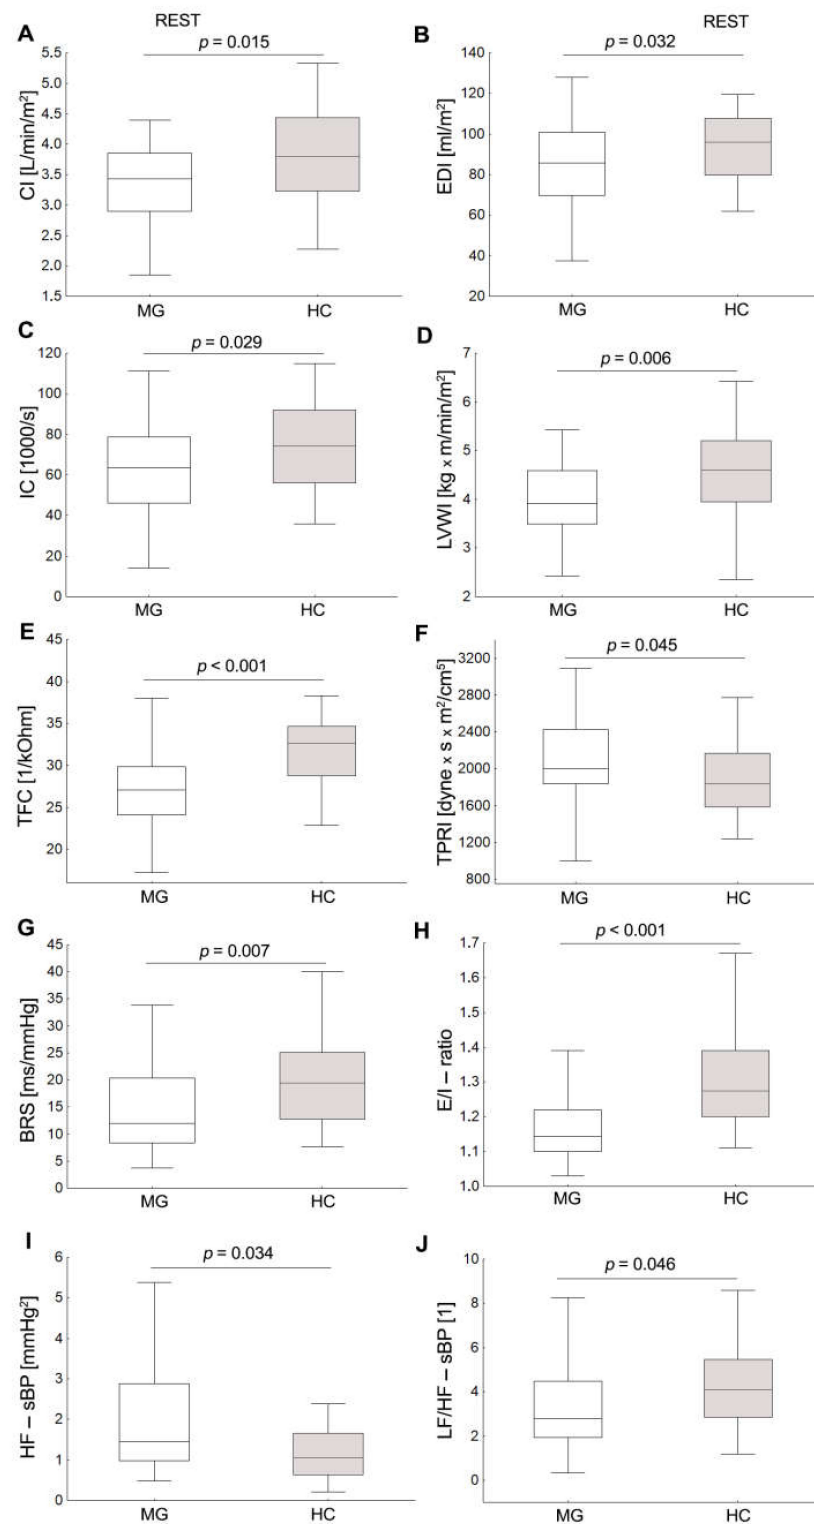 REST
REST
A
p = 0.015
CI [L/min/m²]
5.5
5.0
4.5
4.0
3.5
3.0
2.5
2.0
1.5
MG HC
B
p = 0.032
EDI [ml/m²]
140
120
100
80
60
40
20
MG HC
C
p = 0.029
IC [1000/s]
120
100
80
60
40
20
0
MG HC
D
p = 0.006
LVWI [kg x m/min/m²]
7
6
5
4
3
2
MG HC
E
p < 0.001
TFC [1/kOhm]
45
40
35
30
25
20
MG HC
F
p = 0.045
TPRI [dyne x s x m²/cm⁵]
3200
2800
2400
2000
1600
1200
800
MG HC
G
p = 0.007
BRS [ms/mmHg]
45
40
35
30
25
20
15
10
5
0
MG HC
H
p < 0.001
E/I – ratio
1.7
1.6
1.5
1.4
1.3
1.2
1.1
1.0
MG HC
I
p = 0.034
HF – sBP [mmHg²]
6
5
4
3
2
1
0
MG HC
J
p = 0.046
LF/HF – sBP [1]
10
8
6
4
2
0
MG HC